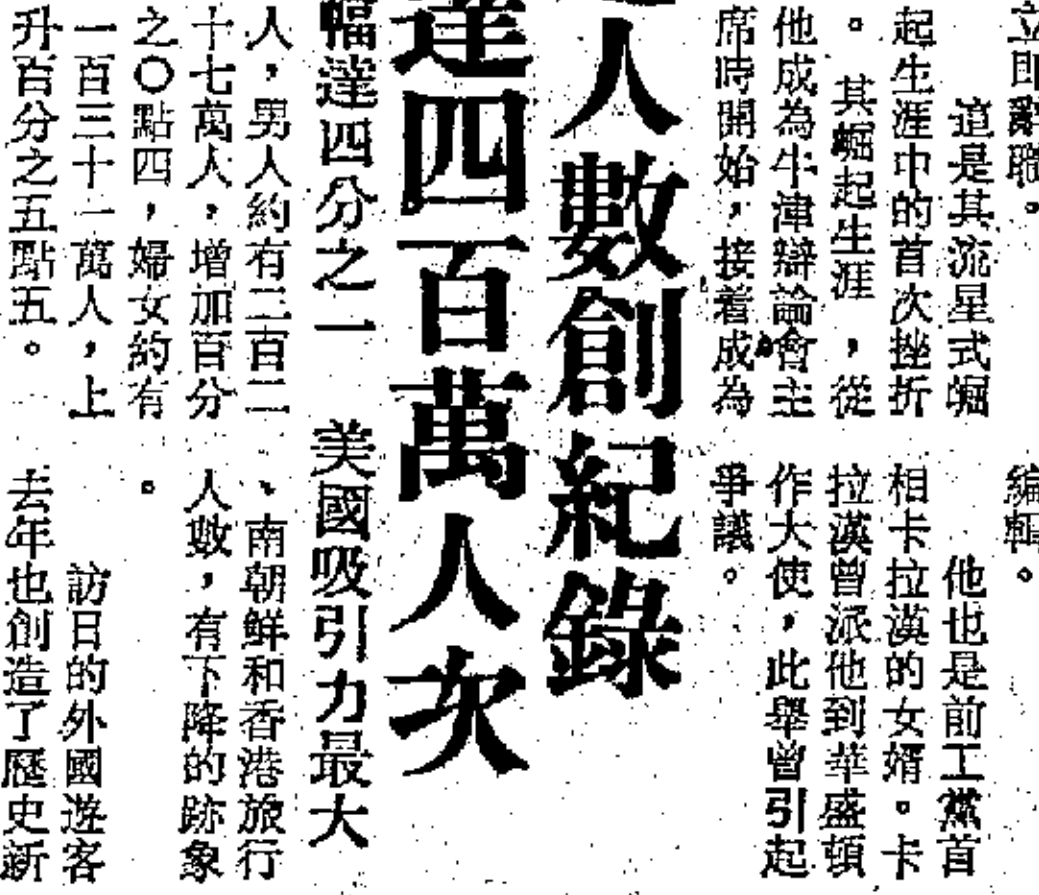 立即辭職。
這是其流星式崛
起生涯中的首次挫折
。其崛起生涯，從
他成為牛津辯論會主
席時開始，接着成為
編輯。
他也是前工黨首
相卡拉漢的女婿。卡
拉漢曾派他到華盛頓
作大使，此舉曾引起
爭議。
人數創紀錄
達四百萬人次
幅達四分之一 美國吸引力最大
人，男人約有二百二
十七萬人，增加百分
之〇點四，婦女約有
一百三十一萬人，上
升百分之五點五。
、南朝鮮和香港旅行
人數，有下降的跡象
。
訪日的外國遊客
去年也創造了歷史新